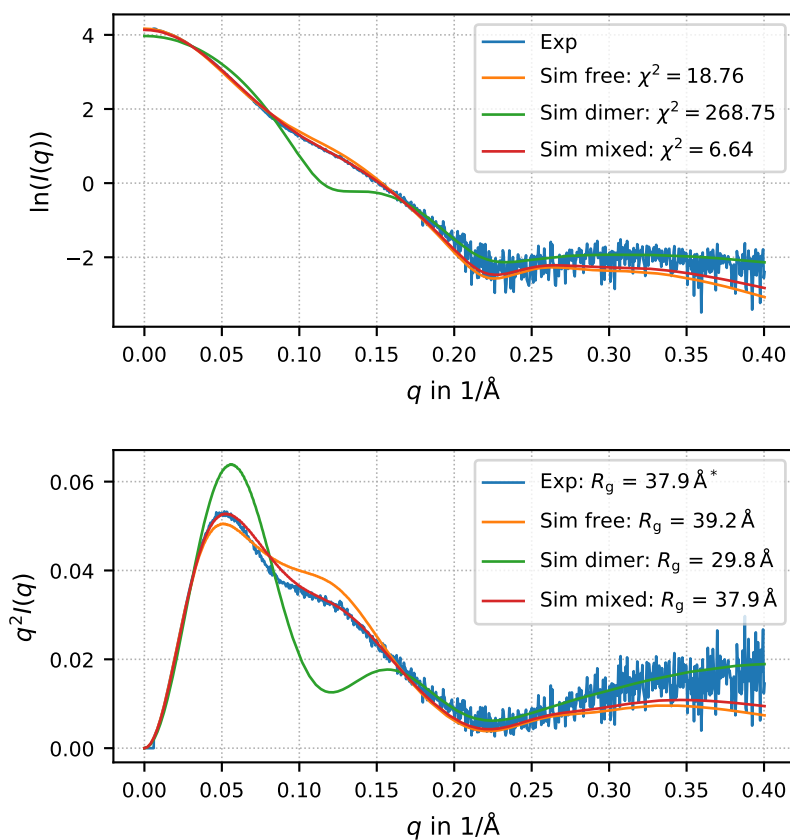 4
2
0
−2
ln(I(q))
Exp
Sim free: χ² = 18.76
Sim dimer: χ² = 268.75
Sim mixed: χ² = 6.64
0.00 0.05 0.10 0.15 0.20 0.25 0.30 0.35 0.40
q in 1/Å
0.06
0.04
0.02
0.00
q²I(q)
Exp: R_g = 37.9 Å*
Sim free: R_g = 39.2 Å
Sim dimer: R_g = 29.8 Å
Sim mixed: R_g = 37.9 Å
0.00 0.05 0.10 0.15 0.20 0.25 0.30 0.35 0.40
q in 1/Å